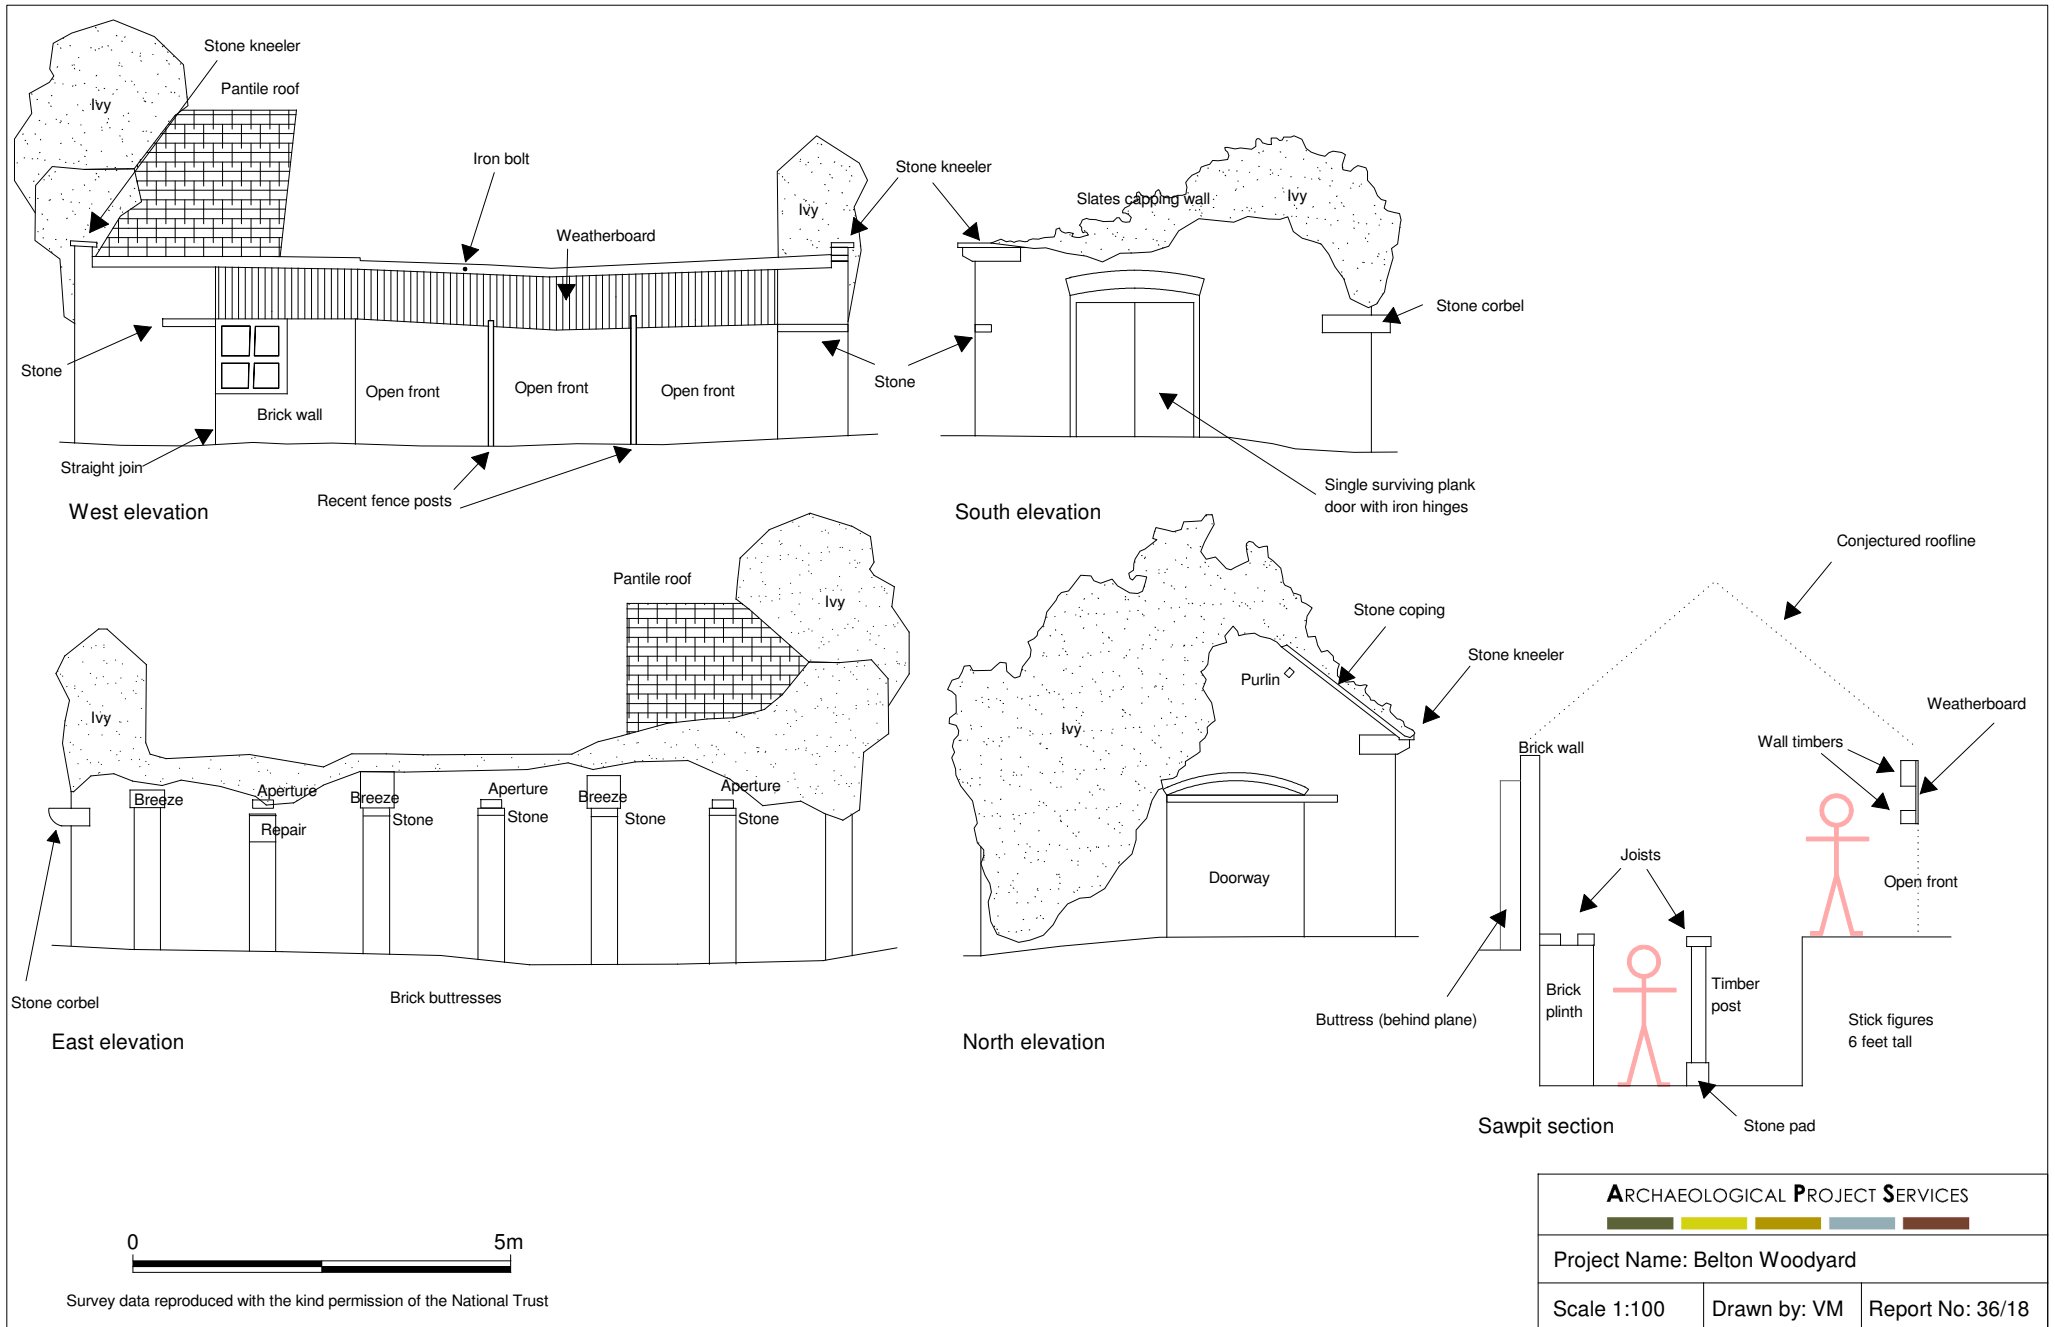 Stone kneeler
Pantile roof
Ivy
Iron bolt
Weatherboard
Ivy
Stone kneeler
Stone
Open front
Open front
Open front
Brick wall
Stone
Straight join
Recent fence posts
West elevation
Slates capping wall
Ivy
Stone corbel
Single surviving plank
door with iron hinges
South elevation
Pantile roof
Ivy
Ivy
Breeze
Aperture
Repair
Breeze
Stone
Aperture
Stone
Breeze
Stone
Aperture
Stone
Stone corbel
Brick buttresses
East elevation
Stone coping
Stone kneeler
Purlin
Ivy
Doorway
North elevation
Conjectured roofline
Weatherboard
Wall timbers
Brick wall
Joists
Open front
Brick
plinth
Timber
post
Buttress (behind plane)
Stick figures
6 feet tall
Stone pad
Sawpit section
0 5m
Survey data reproduced with the kind permission of the National Trust
ARCHAEOLOGICAL PROJECT SERVICES
Project Name: Belton Woodyard
Scale 1:100
Drawn by: VM
Report No: 36/18